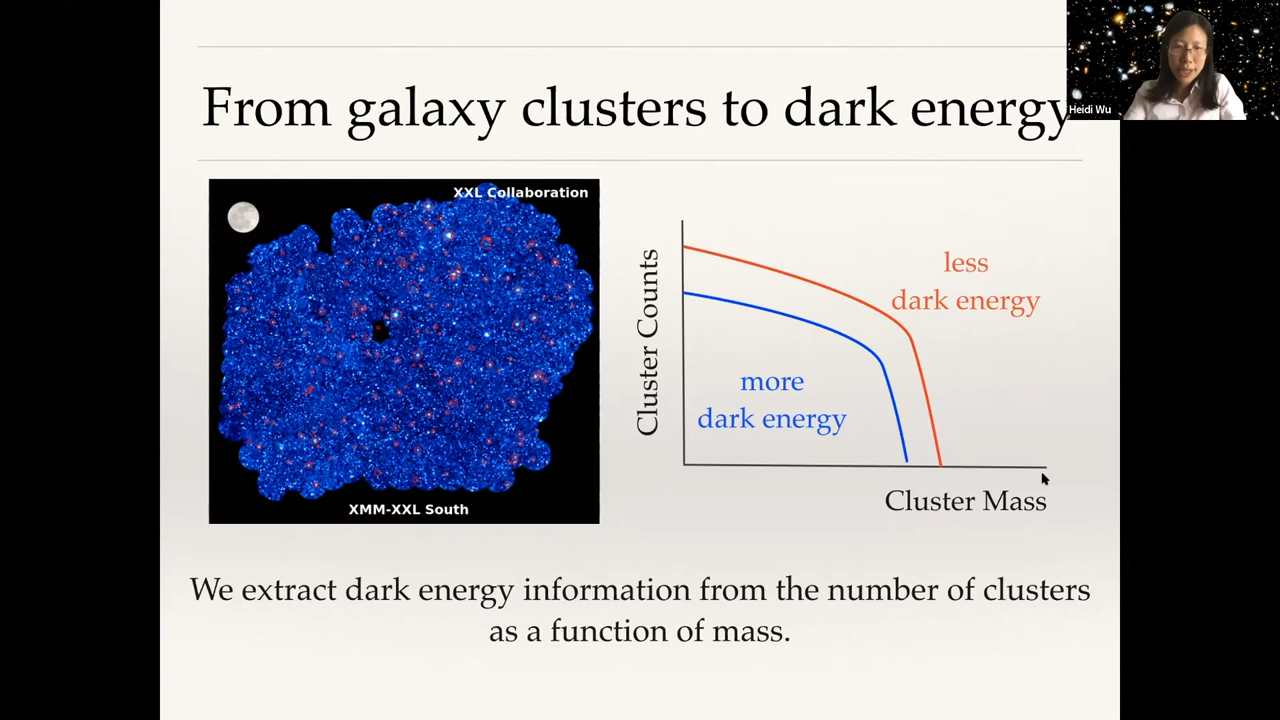 From galaxy clusters to dark energy
Heidi Wu
XXL Collaboration
XMM-XXL South
Cluster Counts
less
dark energy
more
dark energy
Cluster Mass
We extract dark energy information from the number of clusters
as a function of mass.